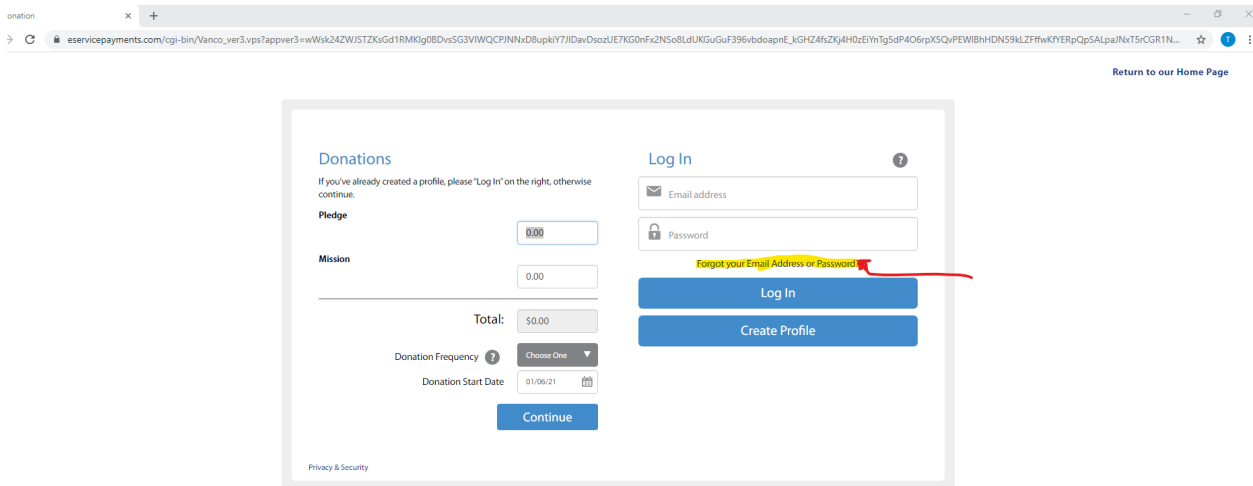 onation
eservicepayments.com/cgi-bin/Vanco_ver3.vps?appver3=wWsk24ZWJSTZKsGd1RMKIg0BDvsSG3VIWQCPJNNxD8upkiY7JIDavDsozUE7KG0nFx2NSo8LdUKGuGuF396vbdoapnE_kGHZ4fsZKj4H0zEiYnTg5dP4O6rpX5QvPEWIBhHDN59kLZFffwKfYERpQpSALpaJNxT5rCGR1N...
T
Return to our Home Page
Donations
If you've already created a profile, please "Log In" on the right, otherwise
continue.
Pledge
0.00
Mission
0.00
Total: $0.00
Donation Frequency ? Choose One
Donation Start Date 01/06/21
Continue
Privacy & Security
Log In ?
Email address
Password
Forgot your Email Address or Password?
Log In
Create Profile